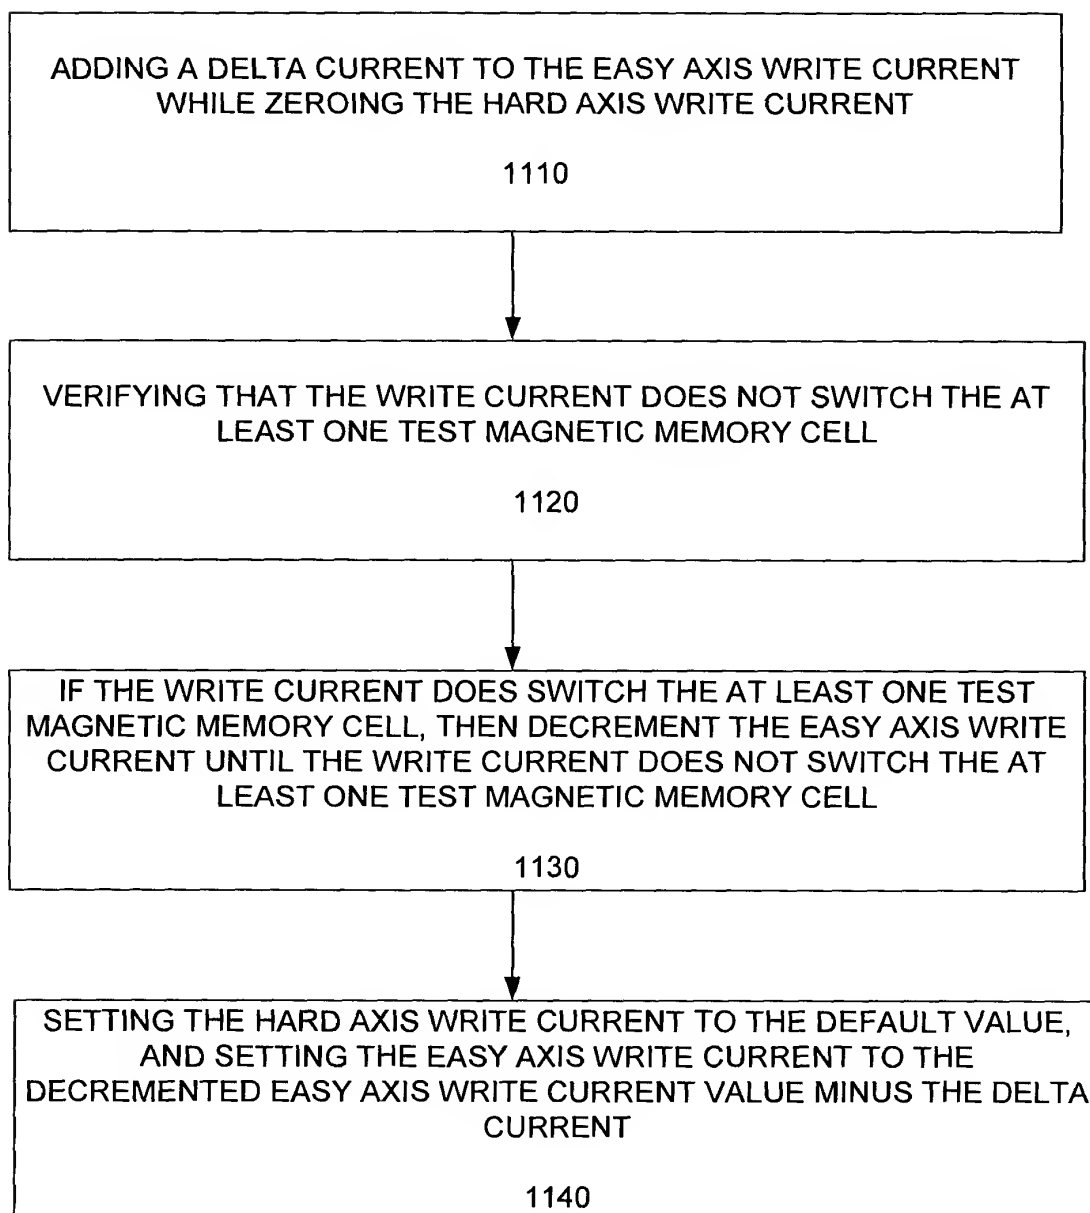 ADDING A DELTA CURRENT TO THE EASY AXIS WRITE CURRENT
WHILE ZEROING THE HARD AXIS WRITE CURRENT
1110
VERIFYING THAT THE WRITE CURRENT DOES NOT SWITCH THE AT
LEAST ONE TEST MAGNETIC MEMORY CELL
1120
IF THE WRITE CURRENT DOES SWITCH THE AT LEAST ONE TEST
MAGNETIC MEMORY CELL, THEN DECREMENT THE EASY AXIS WRITE
CURRENT UNTIL THE WRITE CURRENT DOES NOT SWITCH THE AT
LEAST ONE TEST MAGNETIC MEMORY CELL
1130
SETTING THE HARD AXIS WRITE CURRENT TO THE DEFAULT VALUE,
AND SETTING THE EASY AXIS WRITE CURRENT TO THE
DECREMENTED EASY AXIS WRITE CURRENT VALUE MINUS THE DELTA
CURRENT
1140